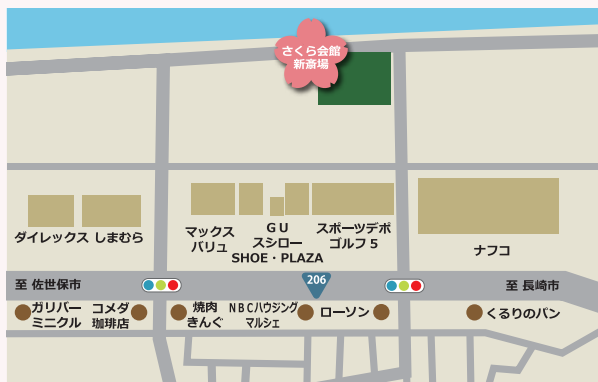 さくら会館
新斎場
ダイレックス
しまむら
マックス
バリュ
GU
スシロー
SHOE・PLAZA
スポーツデポ
ゴルフ5
ナフコ
至 佐世保市
206
至 長崎市
ガリバー
ミニクル
コメダ
珈琲店
焼肉
きんぐ
NBCハウジング
マルシェ
ローソン
くるりのパン